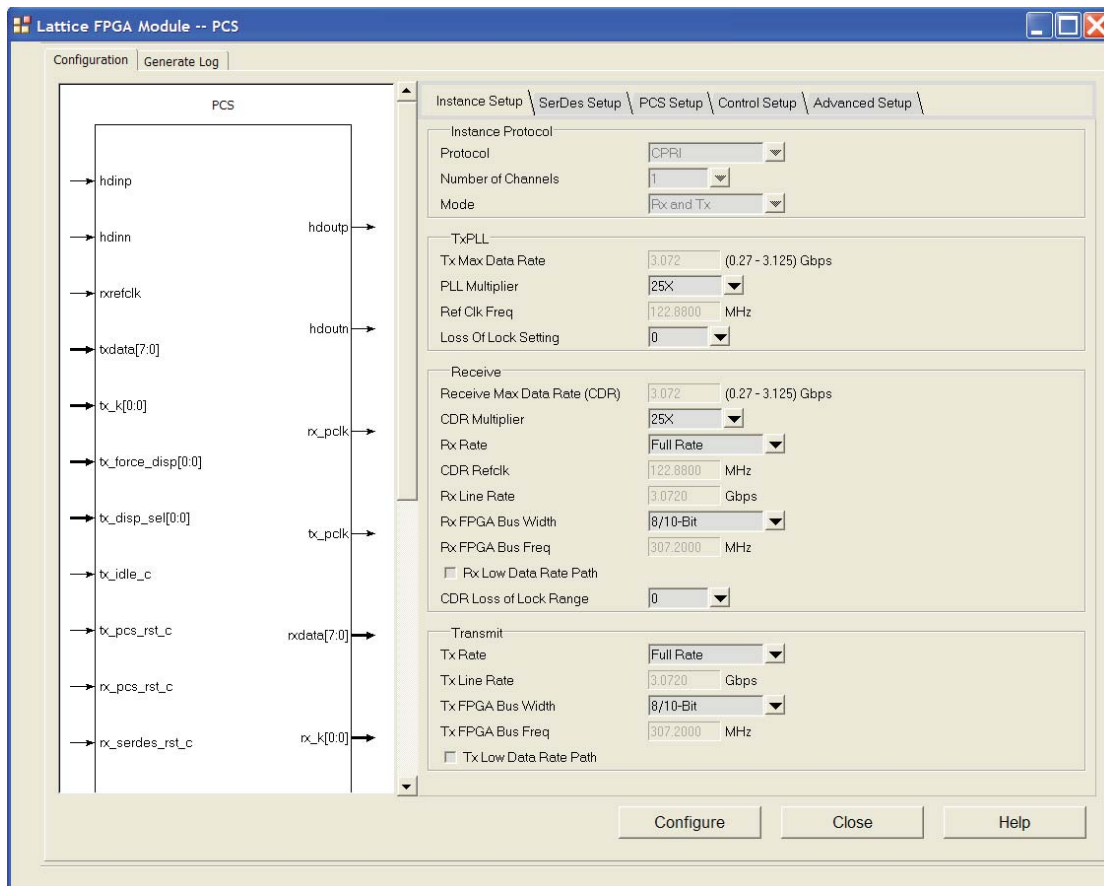 Lattice FPGA Module -- PCS
Configuration Generate Log
PCS
hdinp
hdinn
rxrefclk
txdata[7:0]
tx_k[0:0]
tx_force_disp[0:0]
tx_disp_sel[0:0]
tx_idle_c
tx_pcs_rst_c
rx_pcs_rst_c
rx_serdes_rst_c
hdoutp
hdoutn
rx_pclk
tx_pclk
rxdata[7:0]
rx_k[0:0]
Instance Setup SerDes Setup PCS Setup Control Setup Advanced Setup
Instance Protocol
Protocol CPRI
Number of Channels 1
Mode Rx and Tx
TxPLL
Tx Max Data Rate 3.072 (0.27 - 3.125) Gbps
PLL Multiplier 25X
Ref Clk Freq 122.8800 MHz
Loss Of Lock Setting 0
Receive
Receive Max Data Rate (CDR) 3.072 (0.27 - 3.125) Gbps
CDR Multiplier 25X
Rx Rate Full Rate
CDR Refclk 122.8800 MHz
Rx Line Rate 3.0720 Gbps
Rx FPGA Bus Width 8/10-Bit
Rx FPGA Bus Freq 307.2000 MHz
Rx Low Data Rate Path
CDR Loss of Lock Range 0
Transmit
Tx Rate Full Rate
Tx Line Rate 3.0720 Gbps
Tx FPGA Bus Width 8/10-Bit
Tx FPGA Bus Freq 307.2000 MHz
Tx Low Data Rate Path
Configure Close Help